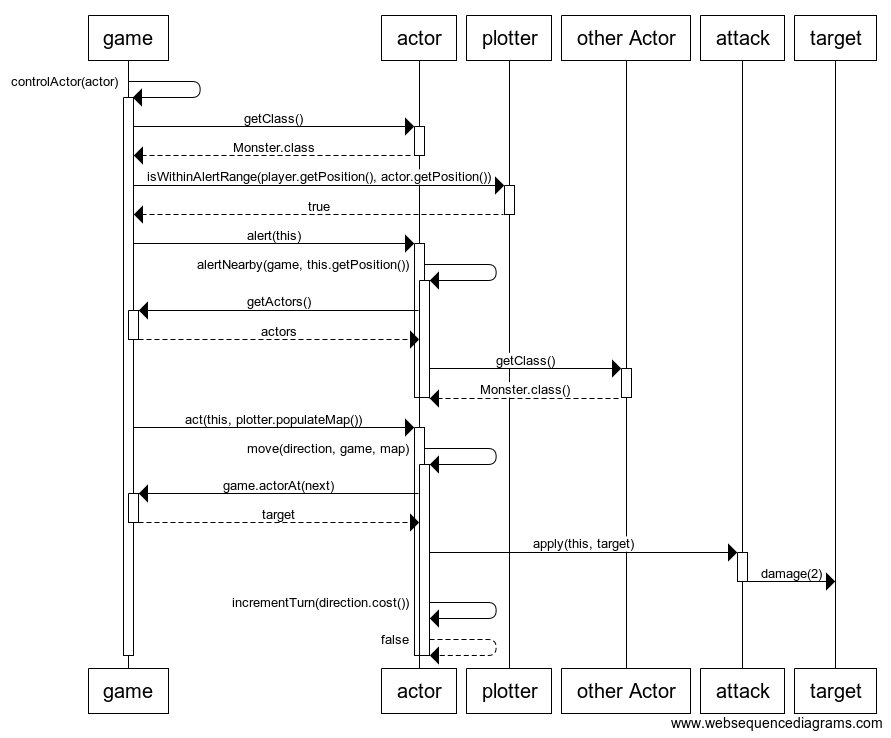 game actor plotter other Actor attack target
controlActor(actor)
getClass()
Monster.class
isWithinAlertRange(player.getPosition(), actor.getPosition())
true
alert(this)
alertNearby(game, this.getPosition())
getActors()
actors
getClass()
Monster.class()
act(this, plotter.populateMap())
move(direction, game, map)
game.actorAt(next)
target
apply(this, target)
damage(2)
incrementTurn(direction.cost())
false
game actor plotter other Actor attack target
www.websequencediagrams.com